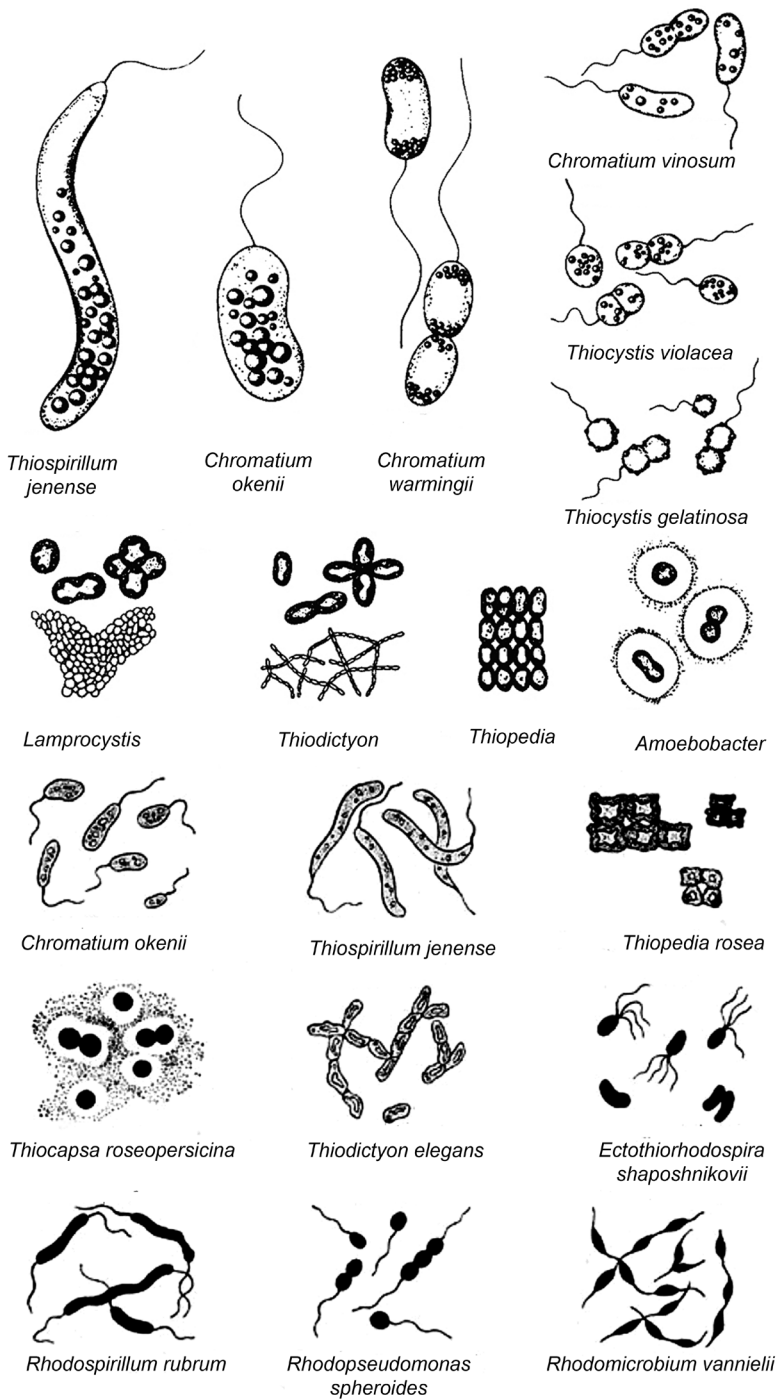 Chromatium vinosum
Thiocystis violacea
Thiospirillum
jenense
Chromatium
okenii
Chromatium
warmingii
Thiocystis gelatinosa
Lamprocystis
Thiodictyon
Thiopedia
Amoebobacter
Chromatium okenii
Thiospirillum jenense
Thiopedia rosea
Thiocapsa roseopersicina
Thiodictyon elegans
Ectothiorhodospira
shaposhnikovii
Rhodospirillum rubrum
Rhodopseudomonas
spheroides
Rhodomicrobium vannielii